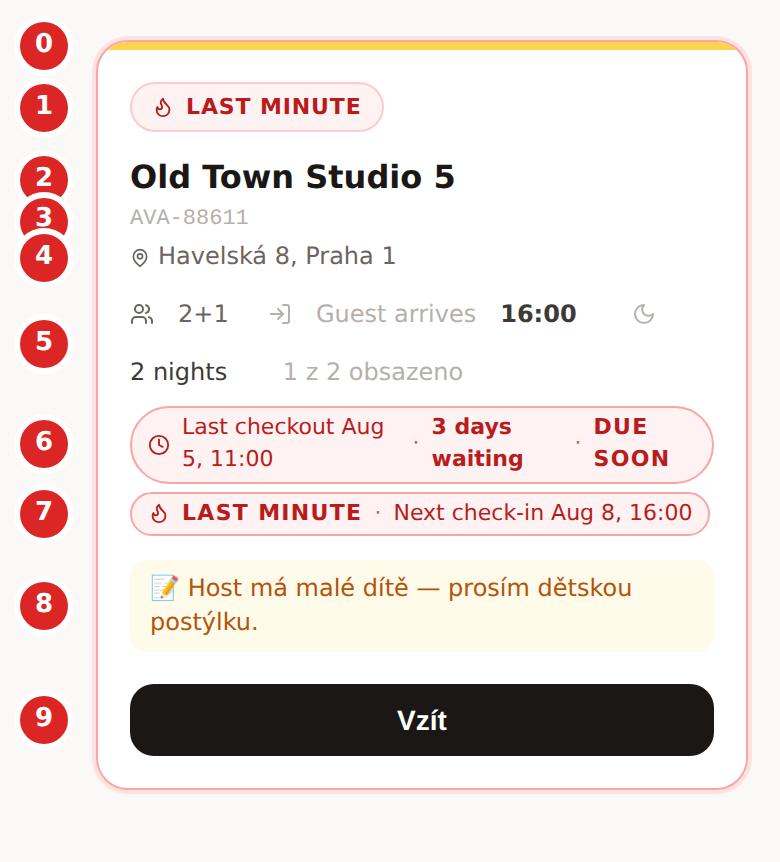 0
1 LAST MINUTE
2 Old Town Studio 5
3 AVA-88611
4 Havelská 8, Praha 1
2+1 Guest arrives 16:00
5
2 nights 1 z 2 obsazeno
6 Last checkout Aug 5, 11:00 · 3 days waiting · DUE SOON
7 LAST MINUTE · Next check-in Aug 8, 16:00
8 📝 Host má malé dítě — prosím dětskou
postýlku.
9 Vzít